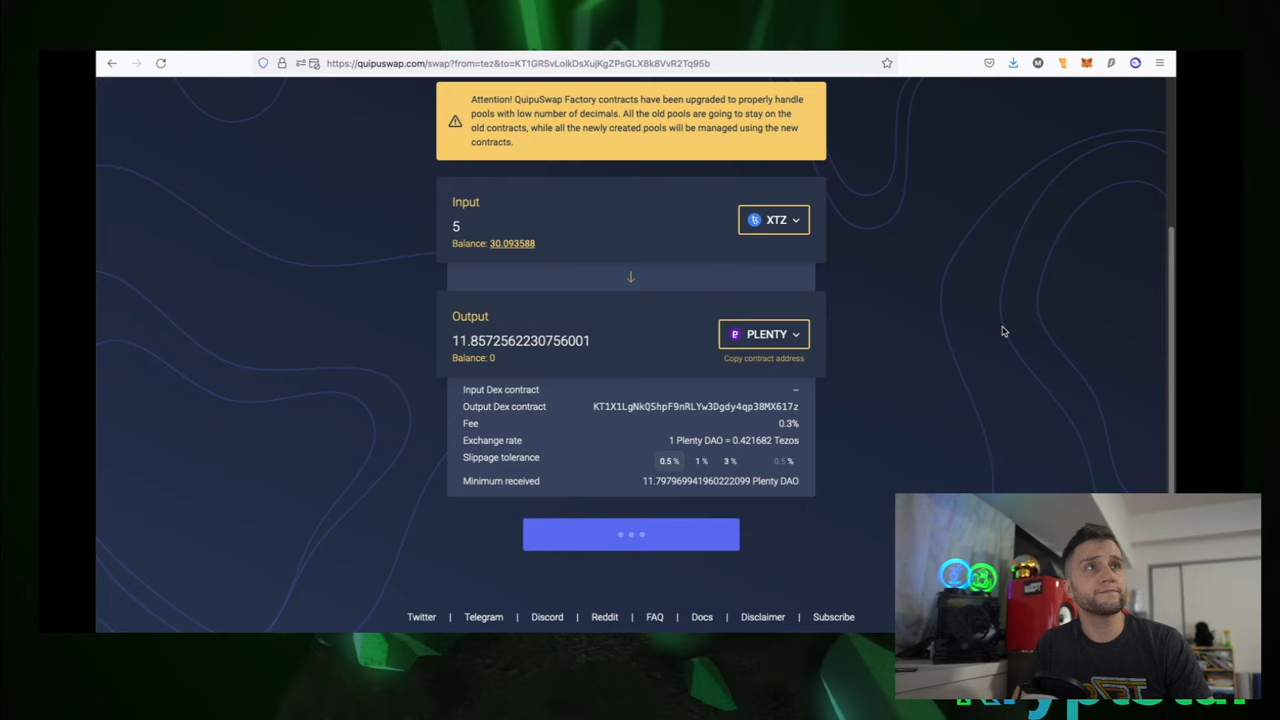 https://quipuswap.com/swap?from=tez&to=KT1GRSvLoikDsXujKgZPsGLX8k8VvR2Tq95b
Attention! QuipuSwap Factory contracts have been upgraded to properly handle
pools with low number of decimals. All the old pools are going to stay on the
old contracts, while all the newly created pools will be managed using the new
contracts.
Input
5
XTZ
Balance: 30.093588
Output
11.8572562230756001
PLENTY
Balance: 0
Copy contract address
Input Dex contract –
Output Dex contract KT1X1LgNkQShpF9nRLYw3Dgdy4qp38MX617z
Fee 0.3%
Exchange rate 1 Plenty DAO = 0.421682 Tezos
Slippage tolerance 0.5 % 1 % 3 % 0.5 %
Minimum received 11.797969941960222099 Plenty DAO
Twitter | Telegram | Discord | Reddit | FAQ | Docs | Disclaimer | Subscribe